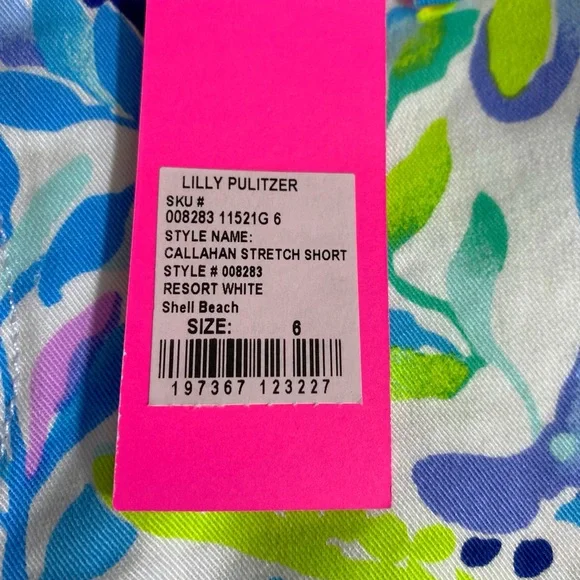 LILLY PULITZER
SKU #
008283 11521G 6
STYLE NAME:
CALLAHAN STRETCH SHORT
STYLE # 008283
RESORT WHITE
Shell Beach
SIZE: 6
197367 123227